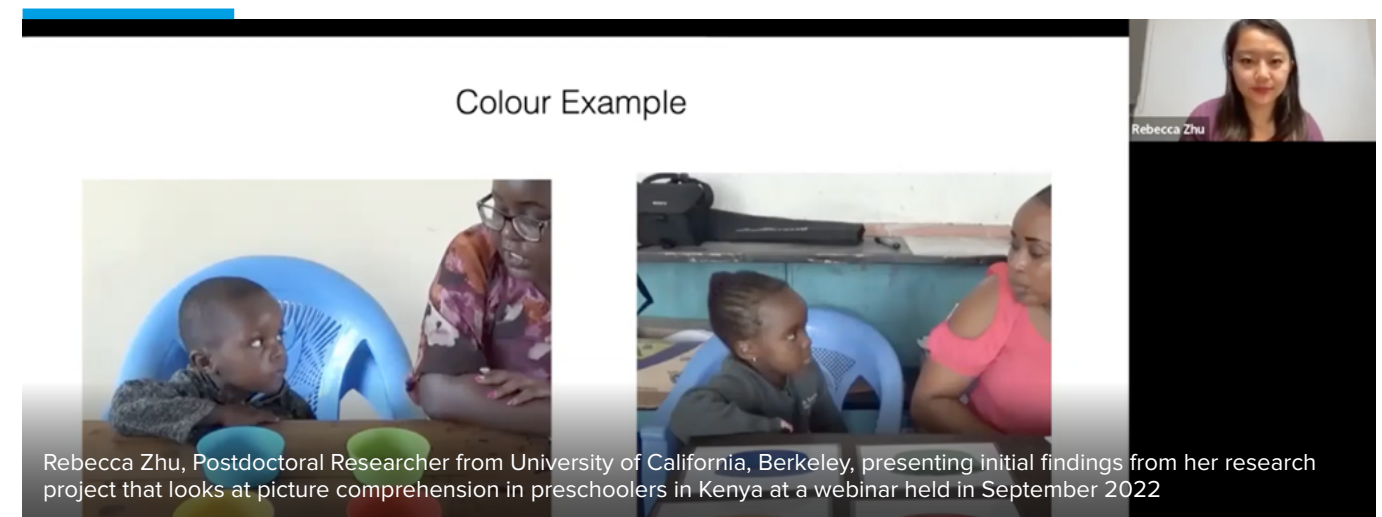 Colour Example
Rebecca Zhu
Rebecca Zhu, Postdoctoral Researcher from University of California, Berkeley, presenting initial findings from her research
project that looks at picture comprehension in preschoolers in Kenya at a webinar held in September 2022